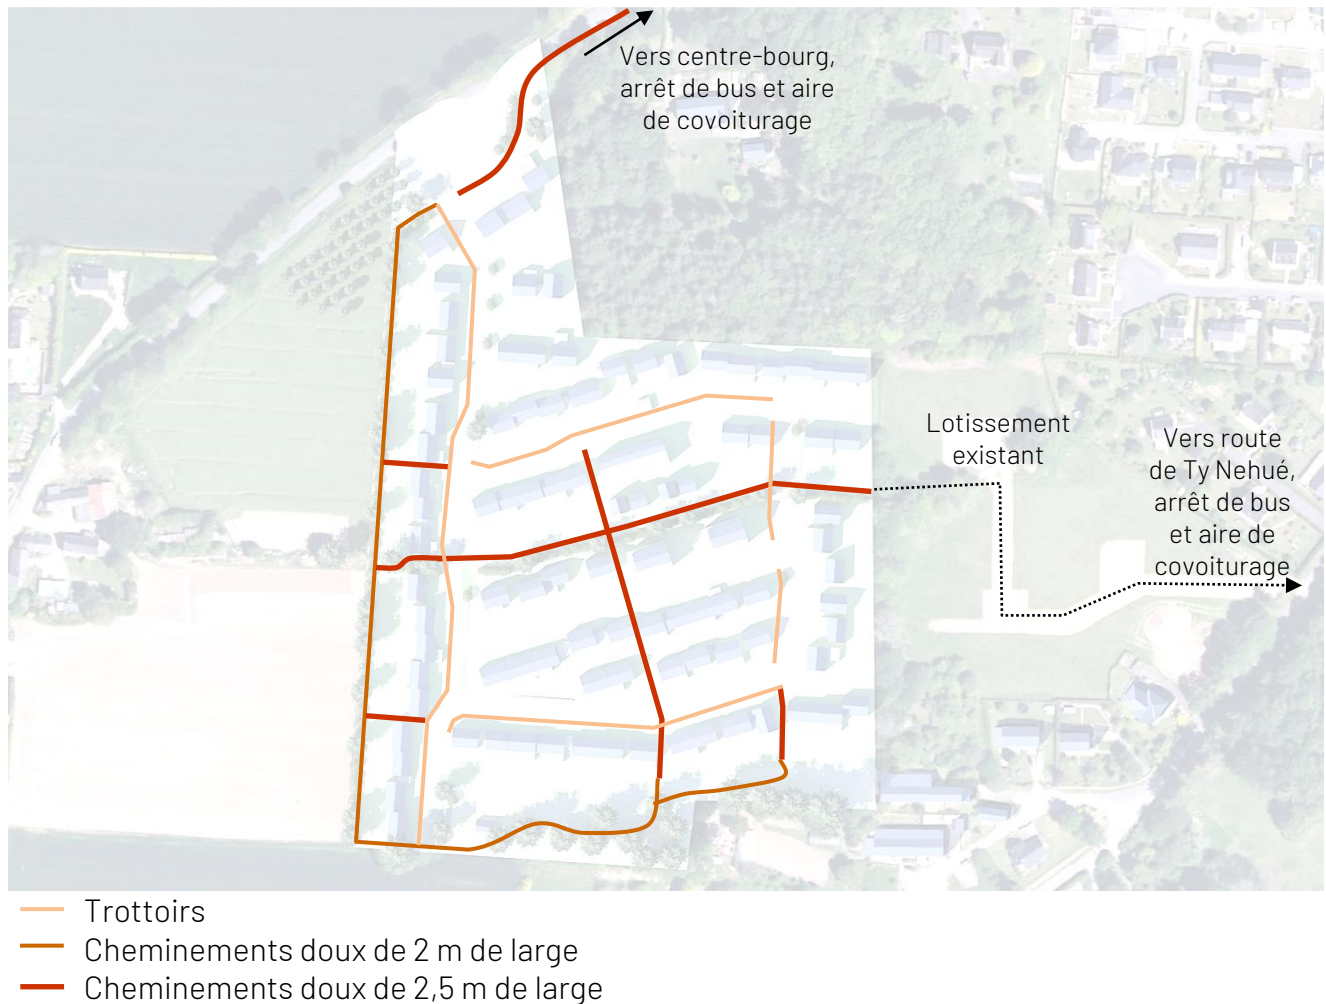 Vers centre-bourg,
arrêt de bus et aire
de covoiturage
Lotissement
existant
Vers route
de Ty Nehué,
arrêt de bus
et aire de
covoiturage
Trottoirs
Cheminements doux de 2 m de large
Cheminements doux de 2,5 m de large